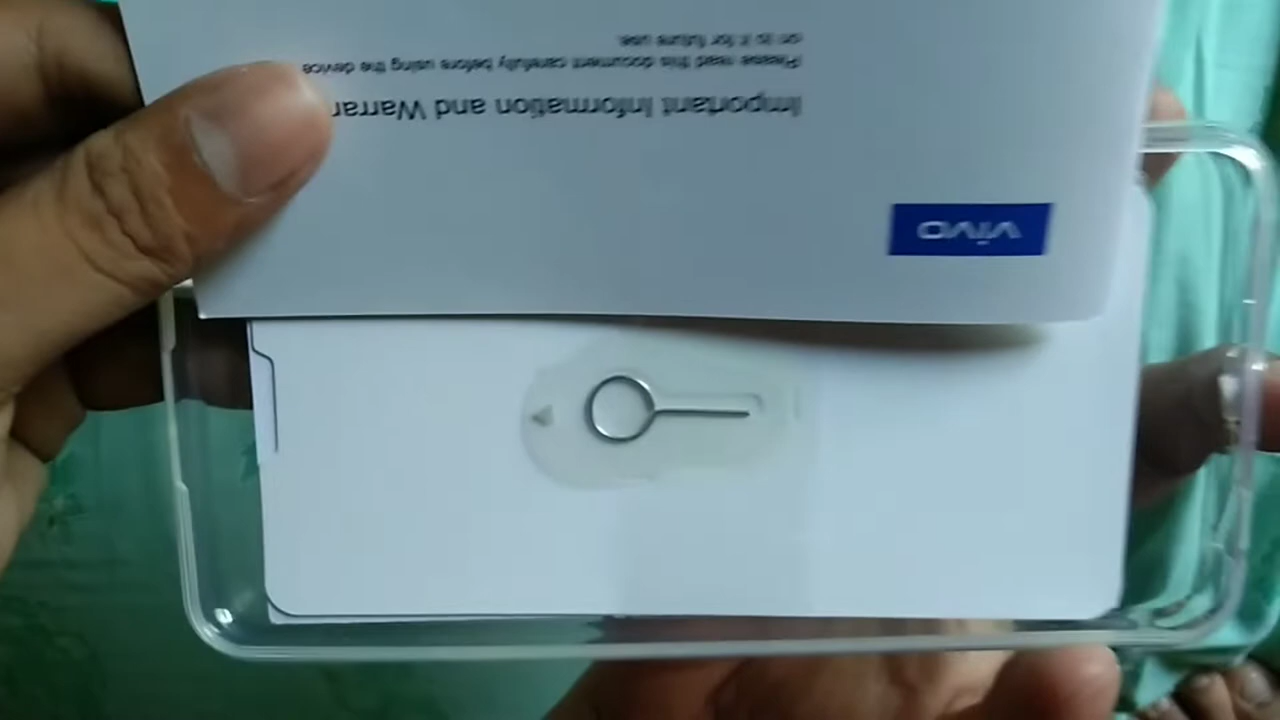 vivo
Important Information and Warran
Please read this document carefully before using the device
on to it for future use.